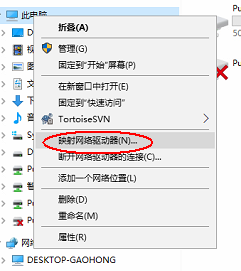 此电脑
折叠(A)
管理(G)
固定到"开始"屏幕(P)
在新窗口中打开(E)
固定到"快速访问"
TortoiseSVN
映射网络驱动器(N)...
断开网络驱动器的连接(C)...
添加一个网络位置(L)
删除(D)
重命名(M)
属性(R)
网络
DESKTOP-GAOHONG